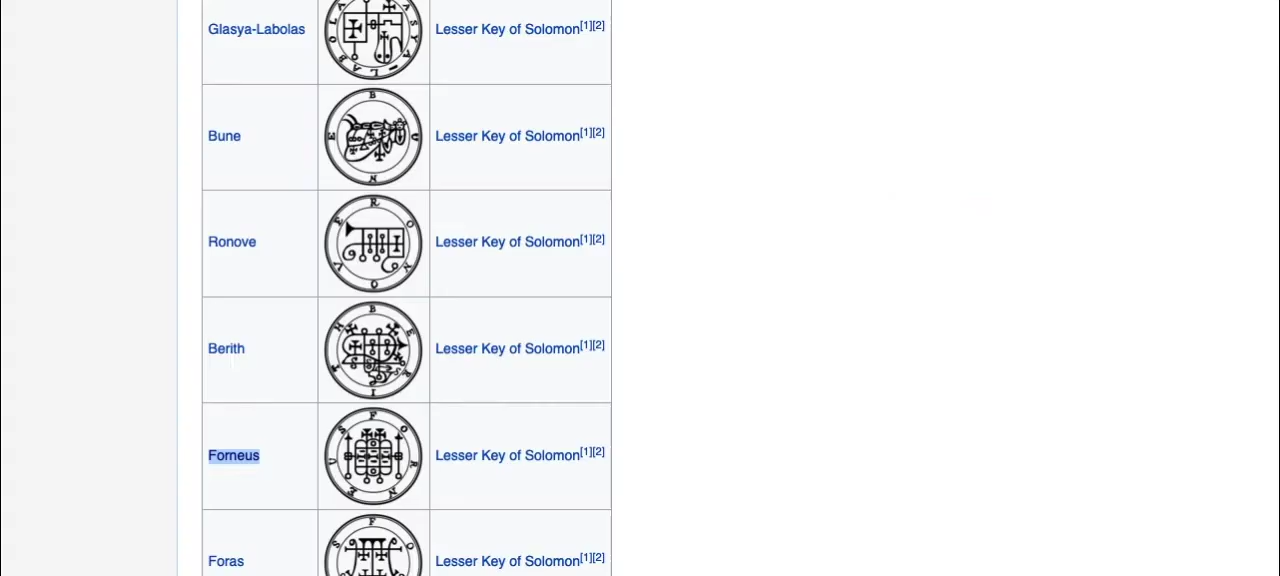 Glasya-Labolas Lesser Key of Solomon[1][2]
Bune Lesser Key of Solomon[1][2]
B U N E
Ronove Lesser Key of Solomon[1][2]
R O N O V E
Berith Lesser Key of Solomon[1][2]
B E R I T H
Forneus Lesser Key of Solomon[1][2]
F O R N E U S
Foras Lesser Key of Solomon[1][2]
F O S